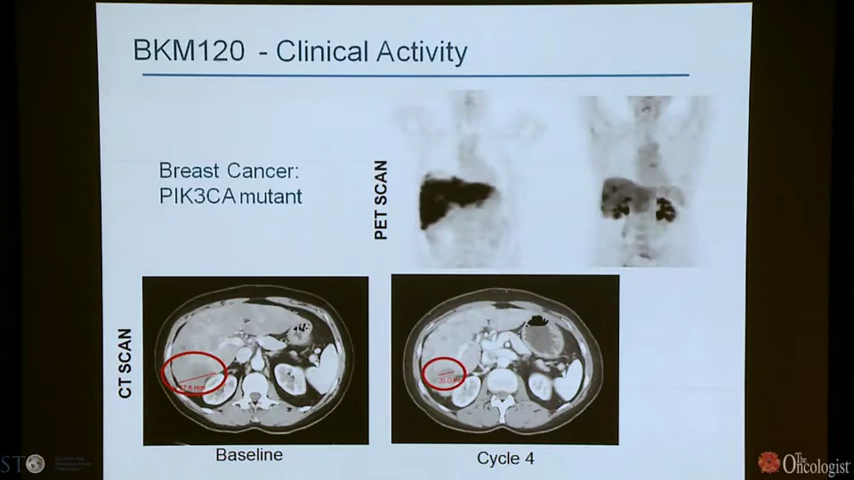 BKM120 - Clinical Activity
Breast Cancer:
PIK3CA mutant
PET SCAN
CT SCAN
Baseline
Cycle 4
The
Oncologist